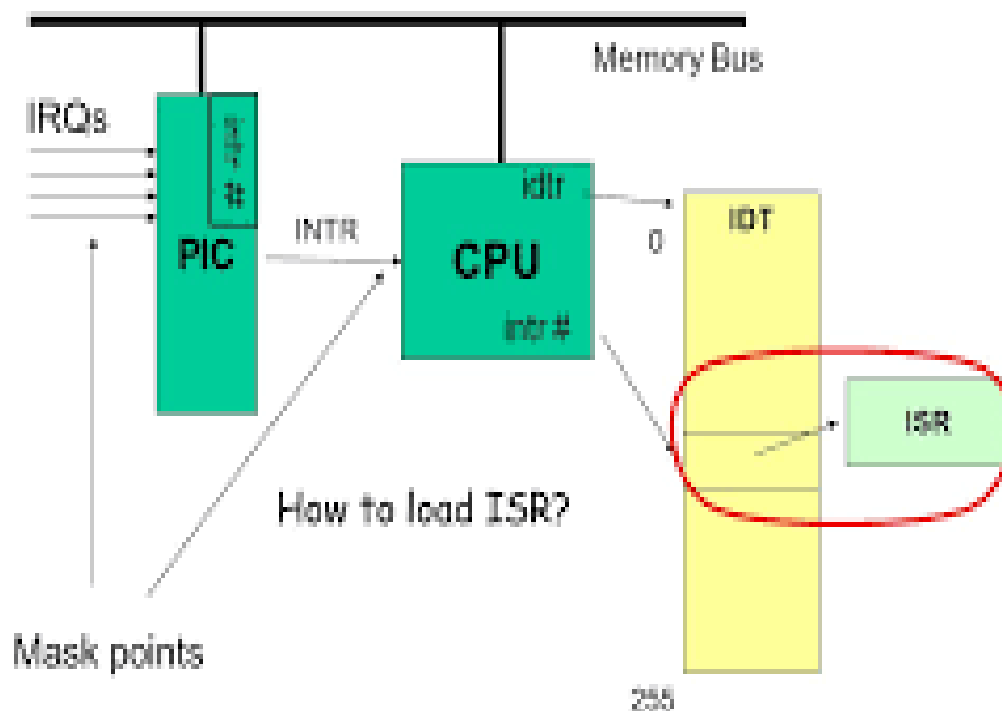 Memory Bus
IRQs
intr #
PIC
INTR
idtr
CPU
intr #
0
IDT
ISR
How to load ISR?
Mask points
255